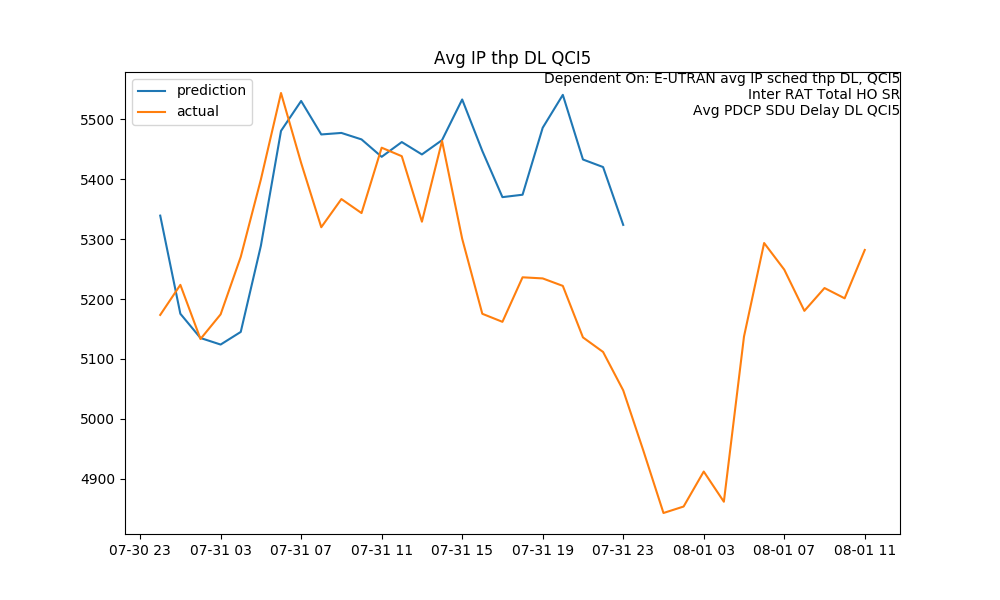 Avg IP thp DL QCI5
Dependent On: E-UTRAN avg IP sched thp DL, QCI5
Inter RAT Total HO SR
Avg PDCP SDU Delay DL QCI5
prediction
actual
5500
5400
5300
5200
5100
5000
4900
07-30 23
07-31 03
07-31 07
07-31 11
07-31 15
07-31 19
07-31 23
08-01 03
08-01 07
08-01 11